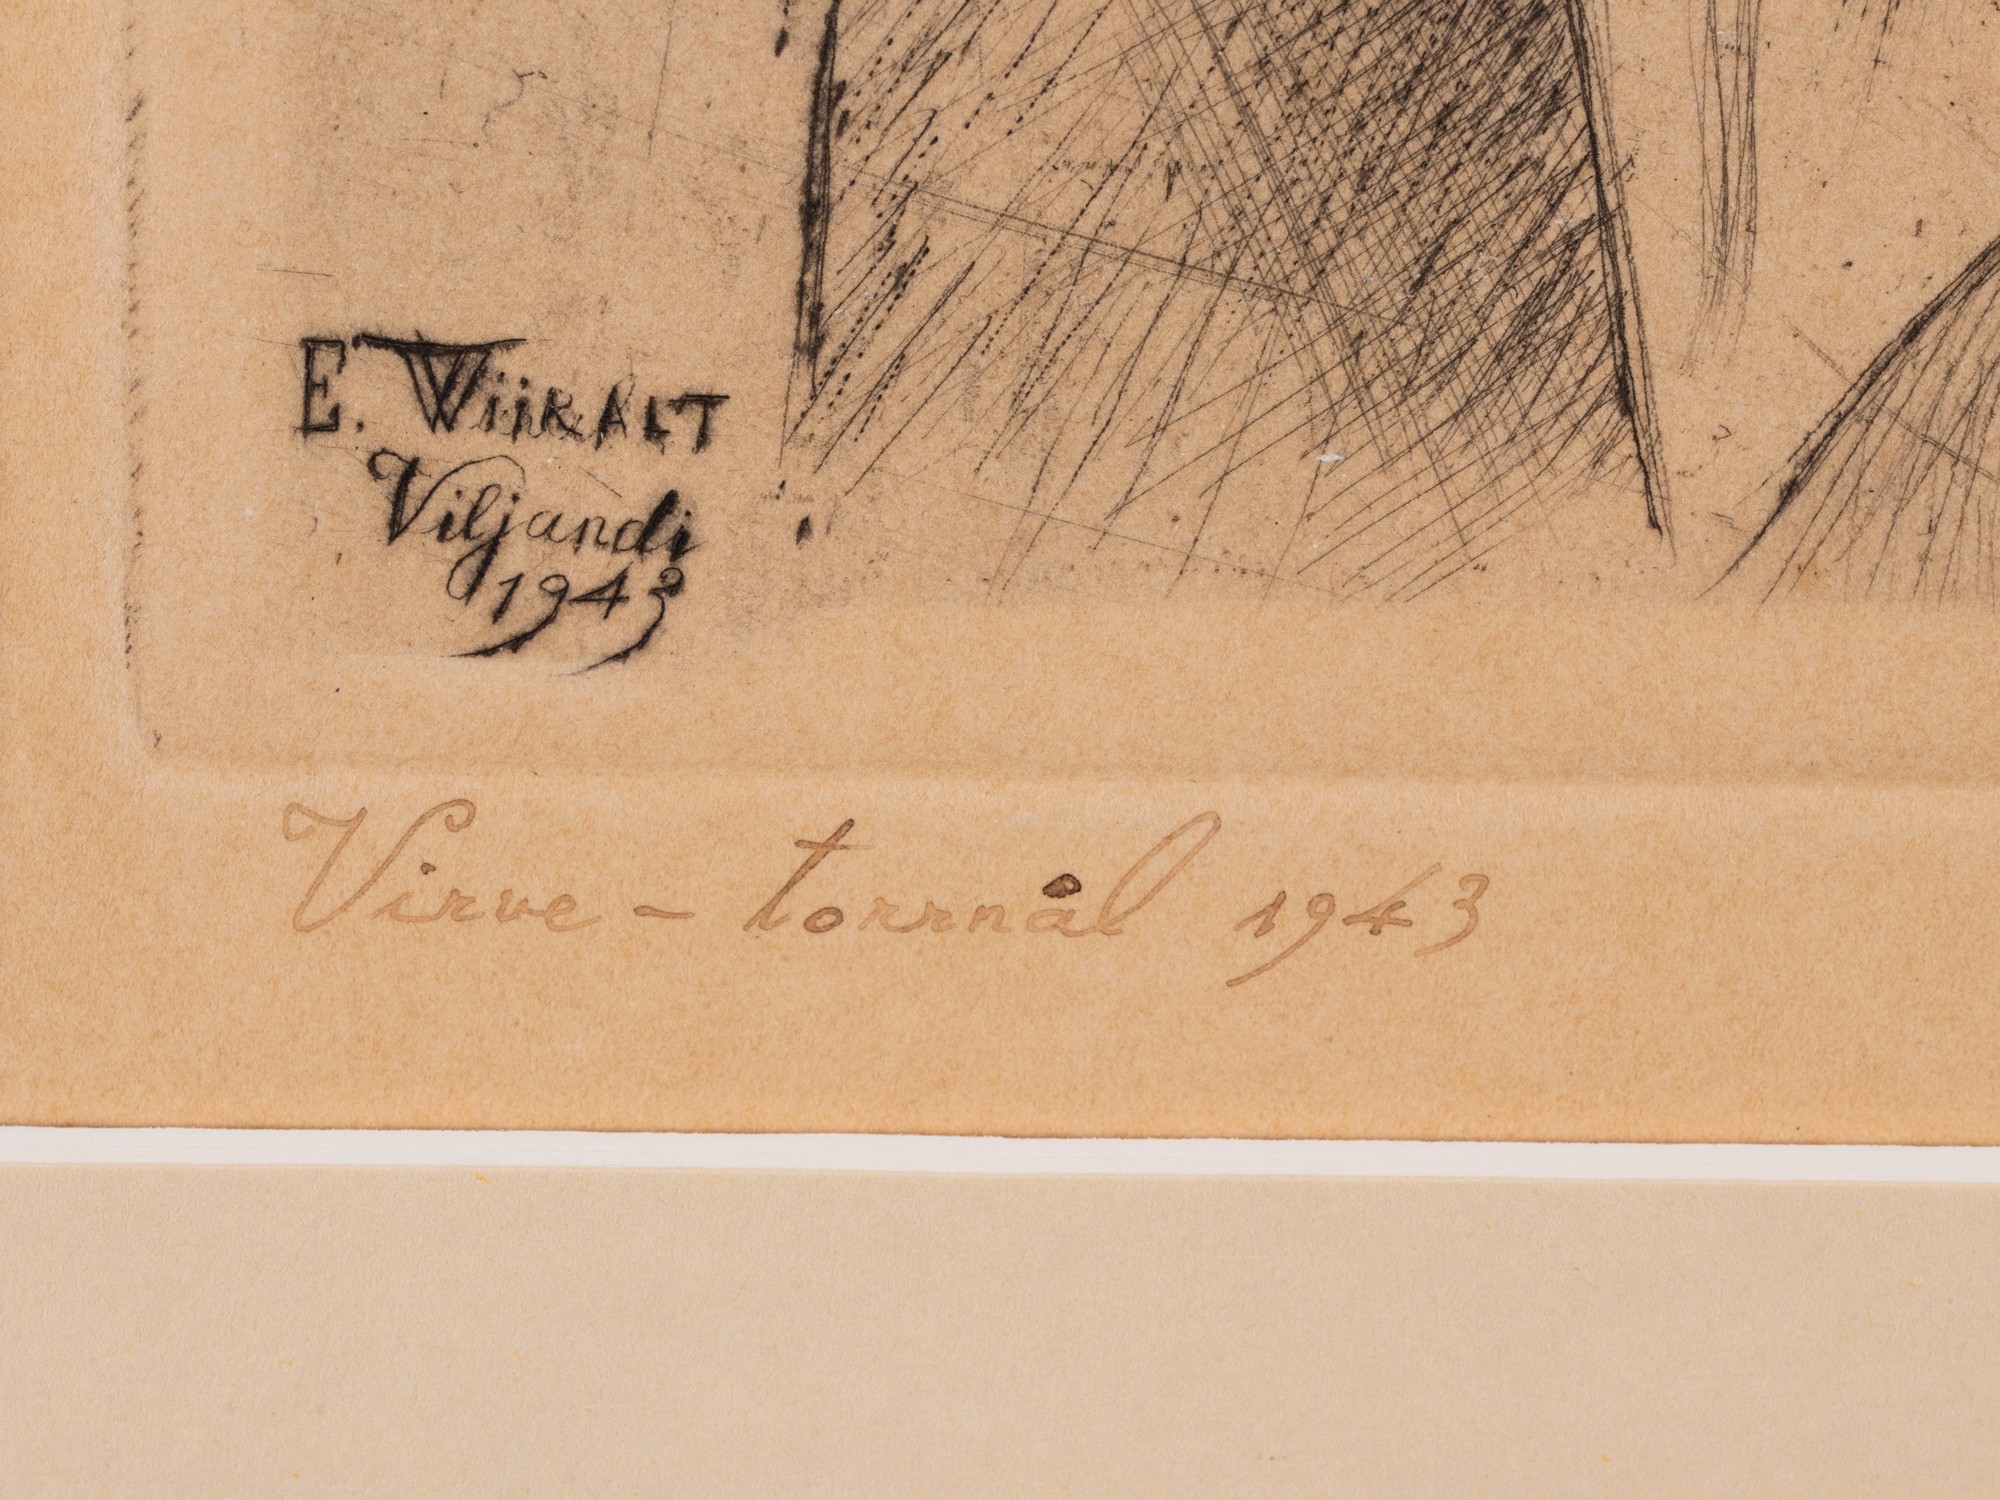 E. WiiRALT
Viljandi
1943
Virve - torrnål 1943